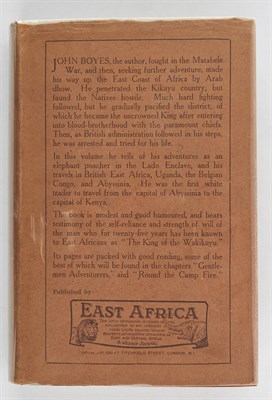 JOHN BOYES, the author, fought in the Matabele
War, and then, seeking further adventure, made
his way up the East Coast of Africa by Arab
dhow. He penetrated the Kikuyu country, but
found the Natives hostile. Much hard fighting
followed, but he gradually pacified the district, of
which he became the uncrowned King after entering
into blood-brotherhood with the paramount chiefs.
Then, as British administration followed in his steps,
he was arrested and tried for his life. . .
In this volume he tells of his adventures as an
elephant poacher in the Lado Enclave, and his
travels in British East Africa, Uganda, the Belgian
Congo, and Abyssinia. He was the first white
trader to travel from the capital of Abyssinia to the
capital of Kenya.
The book is modest and good humoured, and bears
testimony of the self-reliance and strength of will of
the man who for twenty-five years has been known
to East Africans as "The King of the Wakikuyu."
Its pages are packed with good reading, some of the
best of which will be found in the chapters "Gentle-
men Adventurers," and "Round the Camp Fire."
Published by
EAST AFRICA
STREET, LONDON, W.1